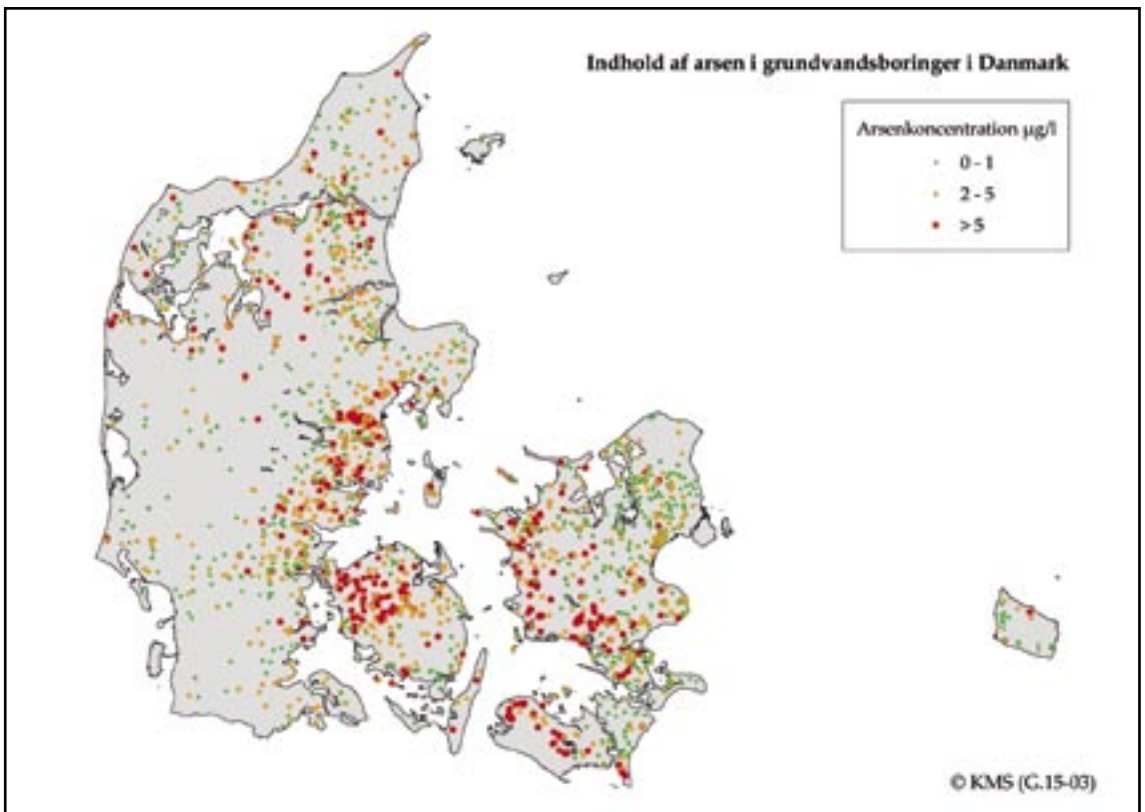 Indhold af arsen i grundvandsboringer i Danmark
Arsenkoncentration µg/l
0 - 1
2 - 5
> 5
© KMS (G.15-03)